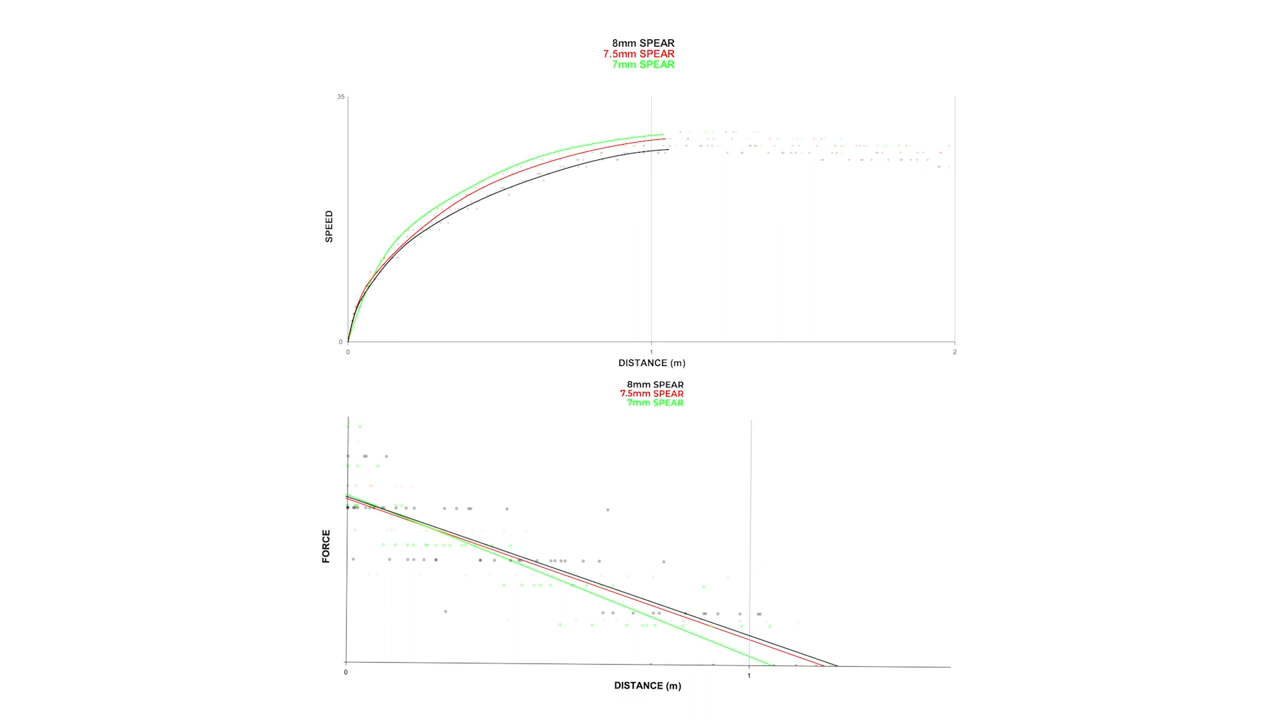 8mm SPEAR
7.5mm SPEAR
7mm SPEAR
35
SPEED
0
0 1 2
DISTANCE (m)
8mm SPEAR
7.5mm SPEAR
7mm SPEAR
FORCE
0 1
DISTANCE (m)